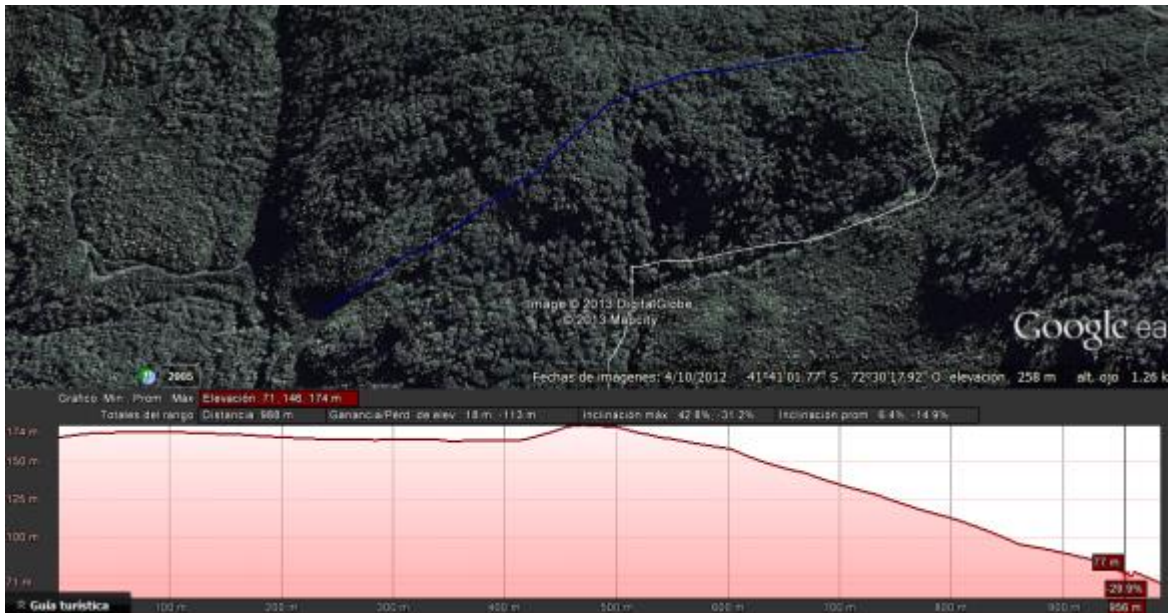 Image © 2013 DigitalGlobe
© 2013 Mapcity
Google ea
2005
Fechas de imágenes: 4/10/2012 41°41'01.77" S 72°30'17.92" O elevación 258 m alt. ojo 1.26 k
Gráfico Mín. Prom. Máx. Elevación: 71, 146, 174 m
Totales del rango: Distancia: 988 m Ganancia/Pérd. de elev.: 18 m, -113 m Inclinación máx.: 42.8%, -31.2% Inclinación prom.: 6.4%, -14.9%
174 m
150 m
125 m
100 m
77 m
71 m
-29.9%
Guía turística 100 m 200 m 300 m 400 m 500 m 600 m 700 m 800 m 900 m 956 m